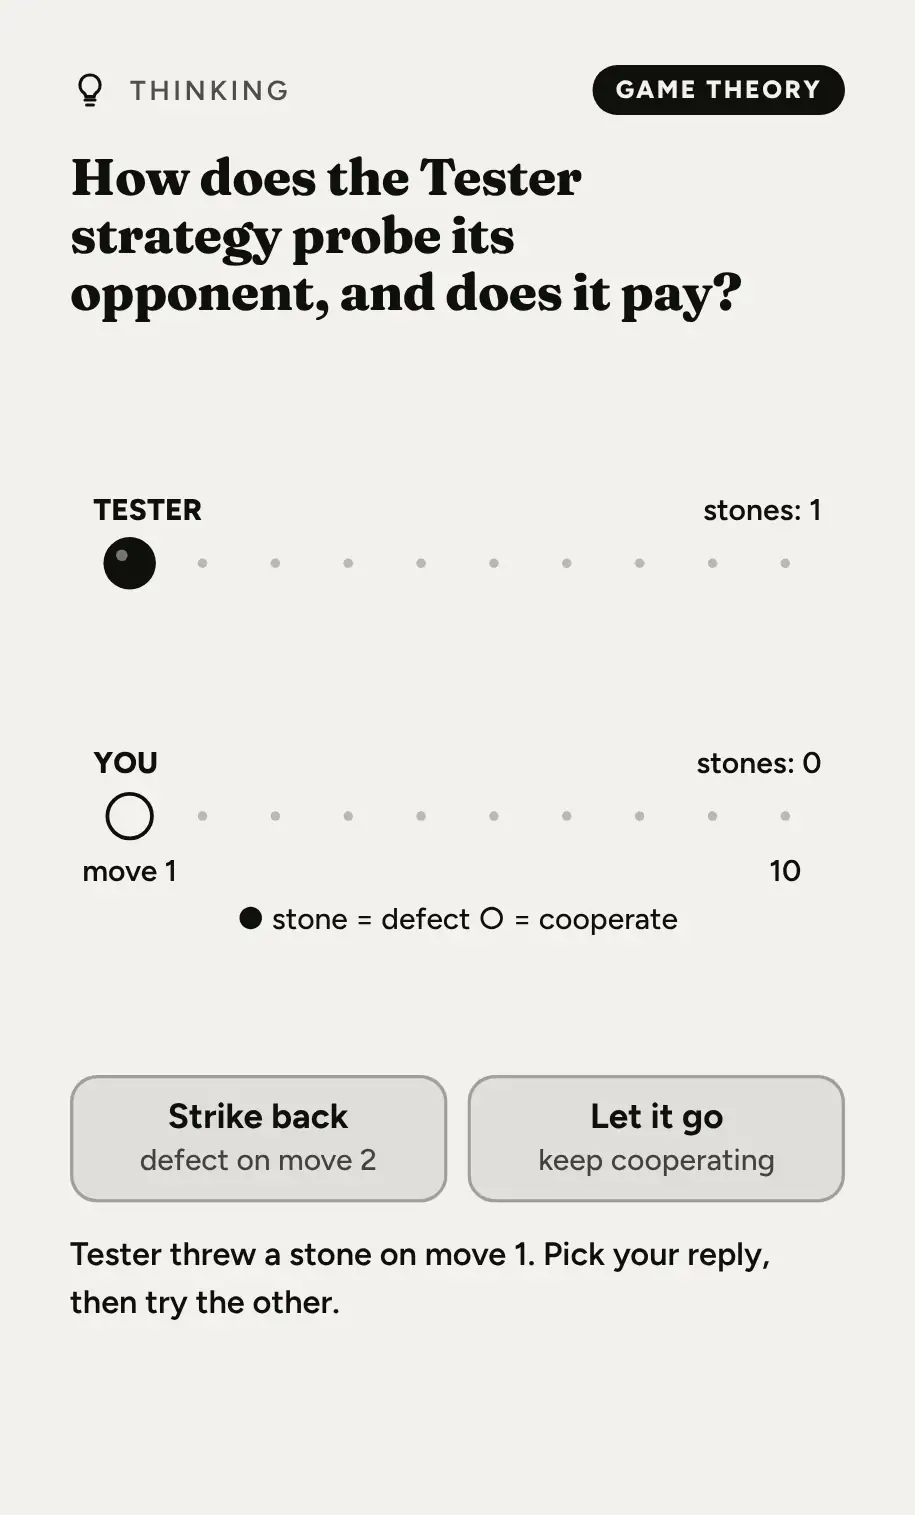 THINKING
GAME THEORY
How does the Tester
strategy probe its
opponent, and does it pay?
TESTER
stones: 1
YOU
stones: 0
move 1
10
stone = defect = cooperate
Strike back
defect on move 2
Let it go
keep cooperating
Tester threw a stone on move 1. Pick your reply,
then try the other.